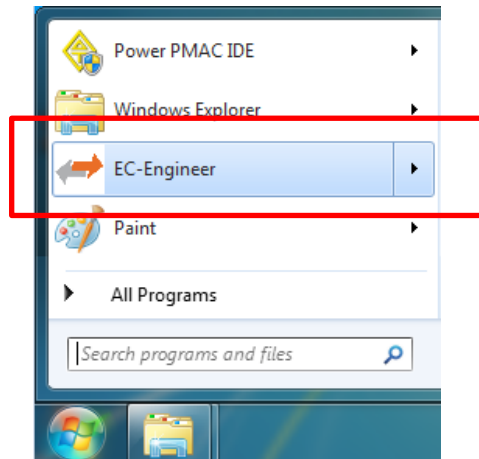 Power PMAC IDE
Windows Explorer
EC-Engineer
Paint
All Programs
Search programs and files